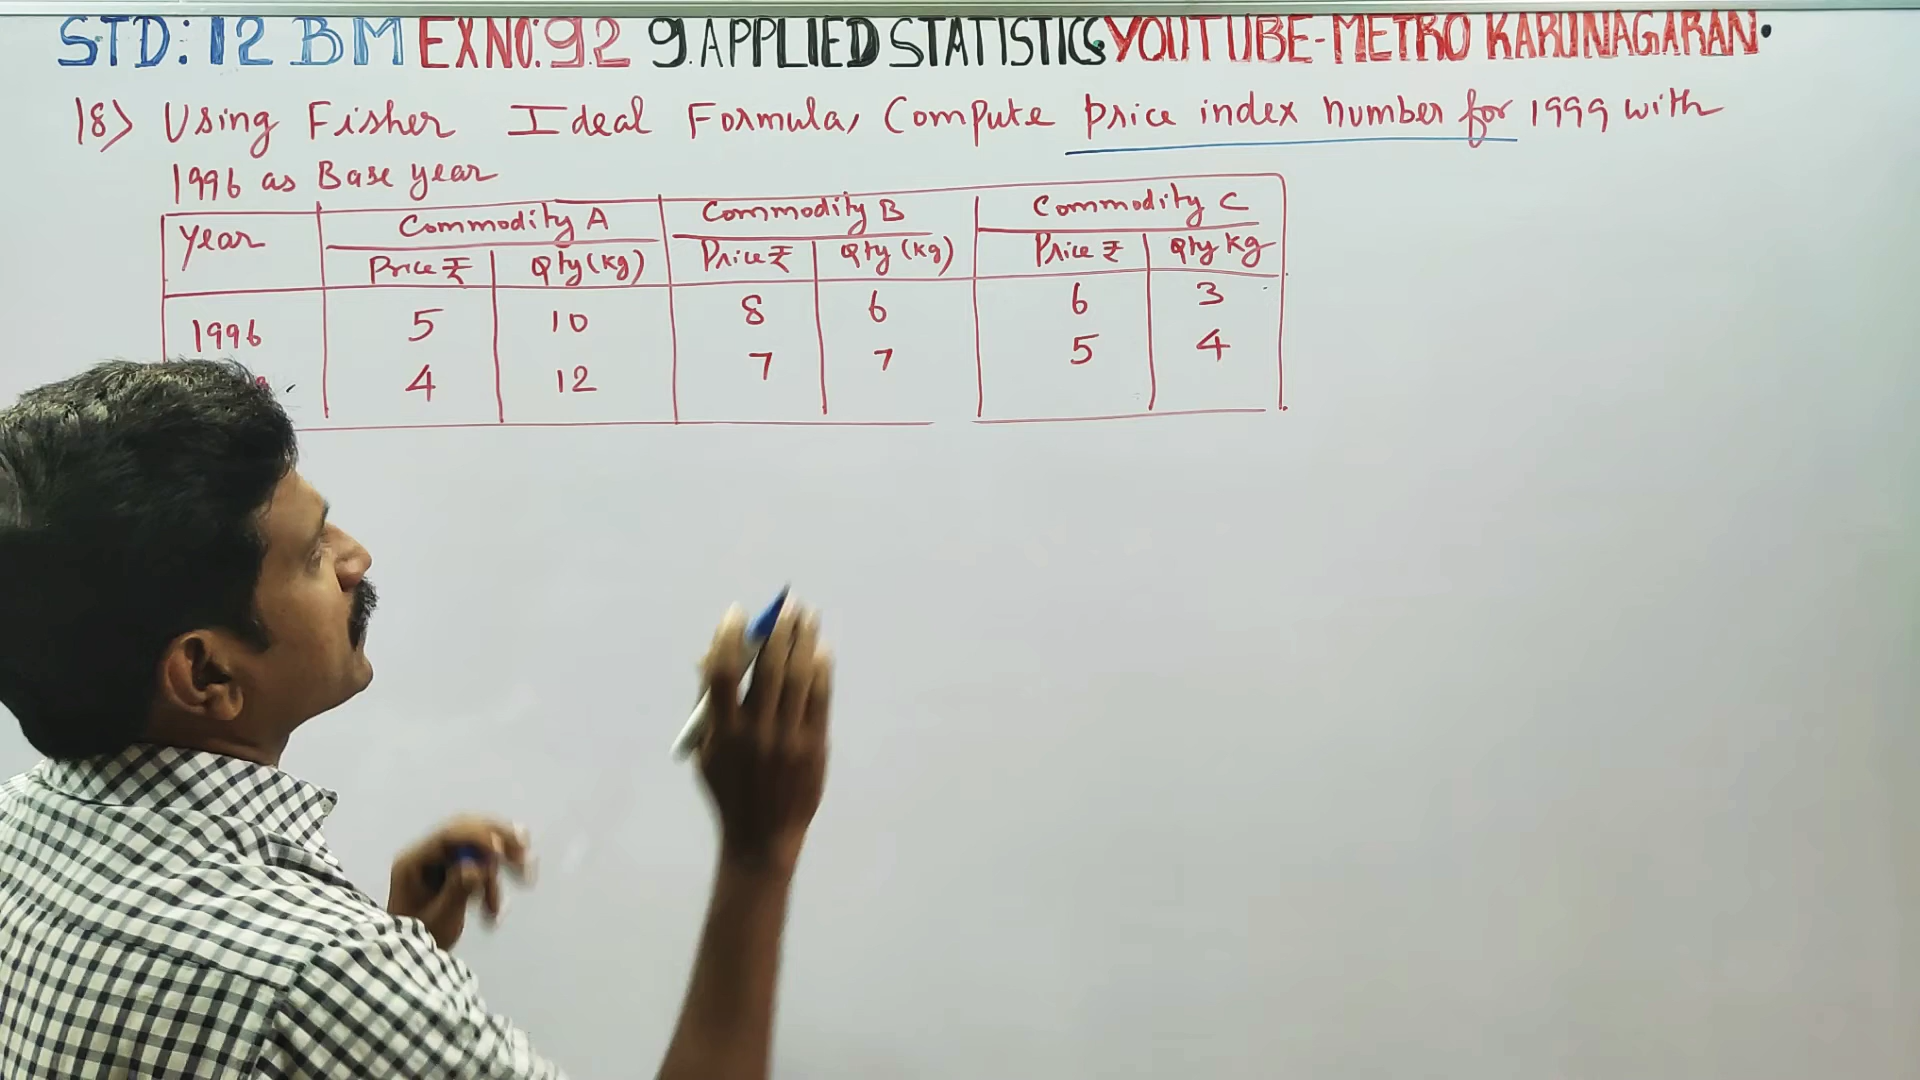 STD: 12 BM EXNO: 9.2 9. APPLIED STATISTICS YOUTUBE-METRO KARUNAGARAN.
18) Using Fisher Ideal Formula, Compute price index number for 1999 with
1996 as Base year
Year Commodity A Commodity B Commodity C
Price ₹ Qty (kg) Price ₹ Qty (kg) Price ₹ Qty kg
1996 5 10 8 6 6 3
4 12 7 7 5 4